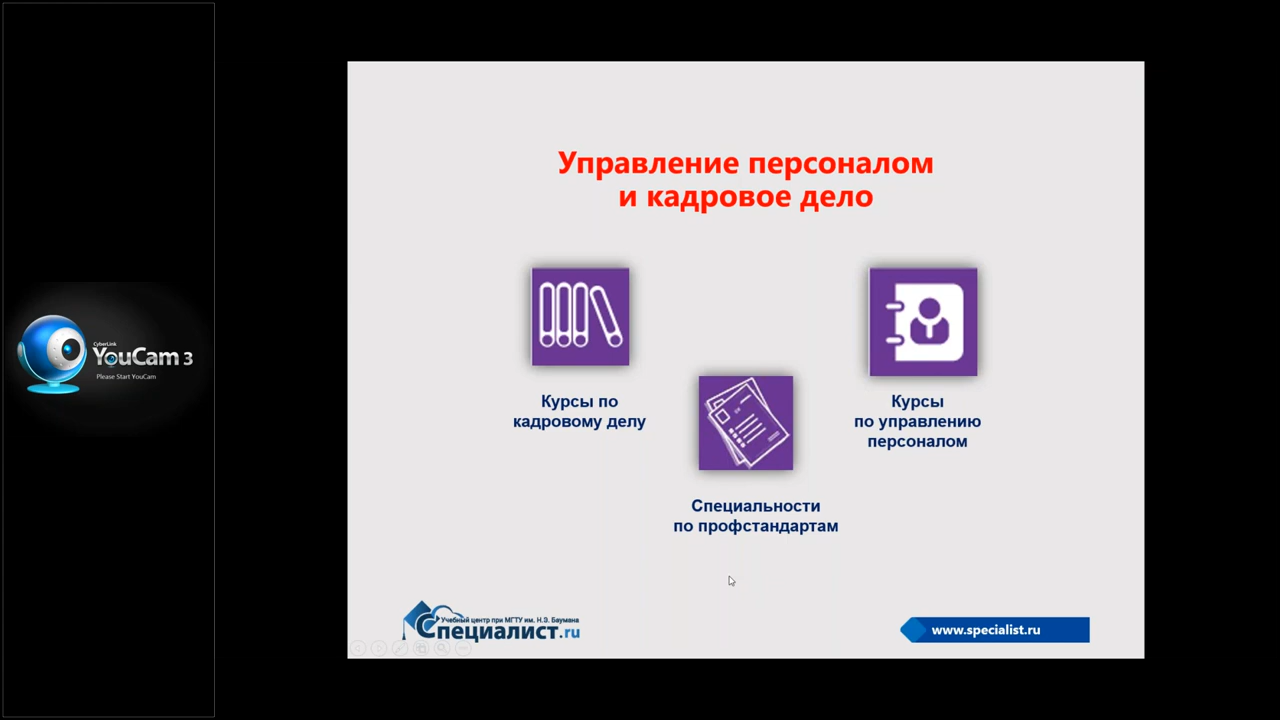 Управление персоналом
и кадровое дело
Курсы по
кадровому делу
Курсы
по управлению
персоналом
Специальности
по профстандартам
CyberLink
YouCam 3
Please Start YouCam
Учебный центр при МГТУ им. Н.Э. Баумана
Специалист.ru
www.specialist.ru